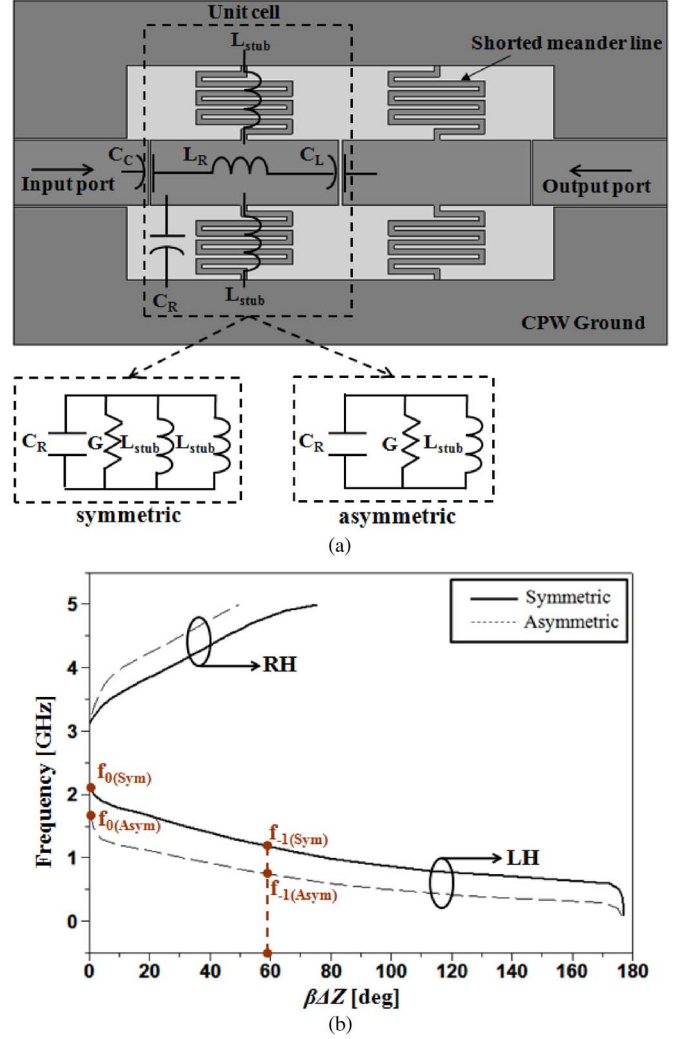 Unit cell
L_stub
Shorted meander line
C_C
L_R
C_L
Input port
Output port
C_R
L_stub
CPW Ground
C_R G L_stub L_stub
symmetric
C_R G L_stub
asymmetric
(a)
Symmetric
Asymmetric
RH
LH
f_0(Sym)
f_0(Asym)
f_-1(Sym)
f_-1(Asym)
Frequency [GHz]
5
4
3
2
1
0
0 20 40 60 80 100 120 140 160 180
βΔZ [deg]
(b)